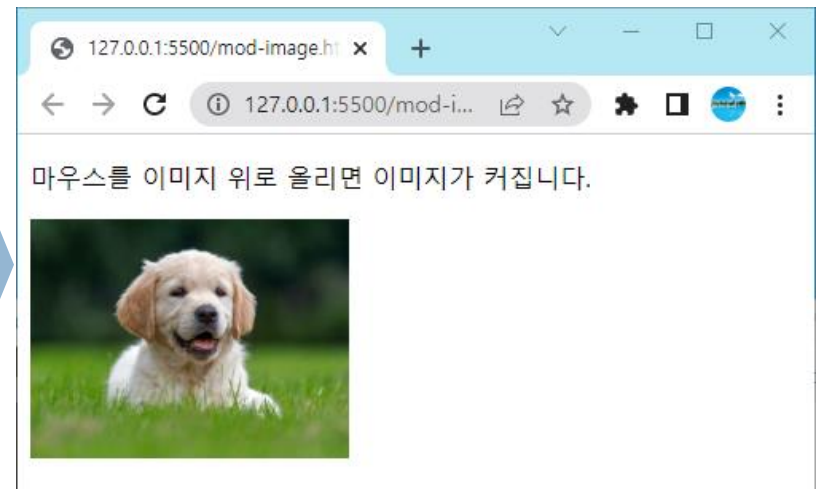 127.0.0.1:5500/mod-image.ht
127.0.0.1:5500/mod-i...
마우스를 이미지 위로 올리면 이미지가 커집니다.